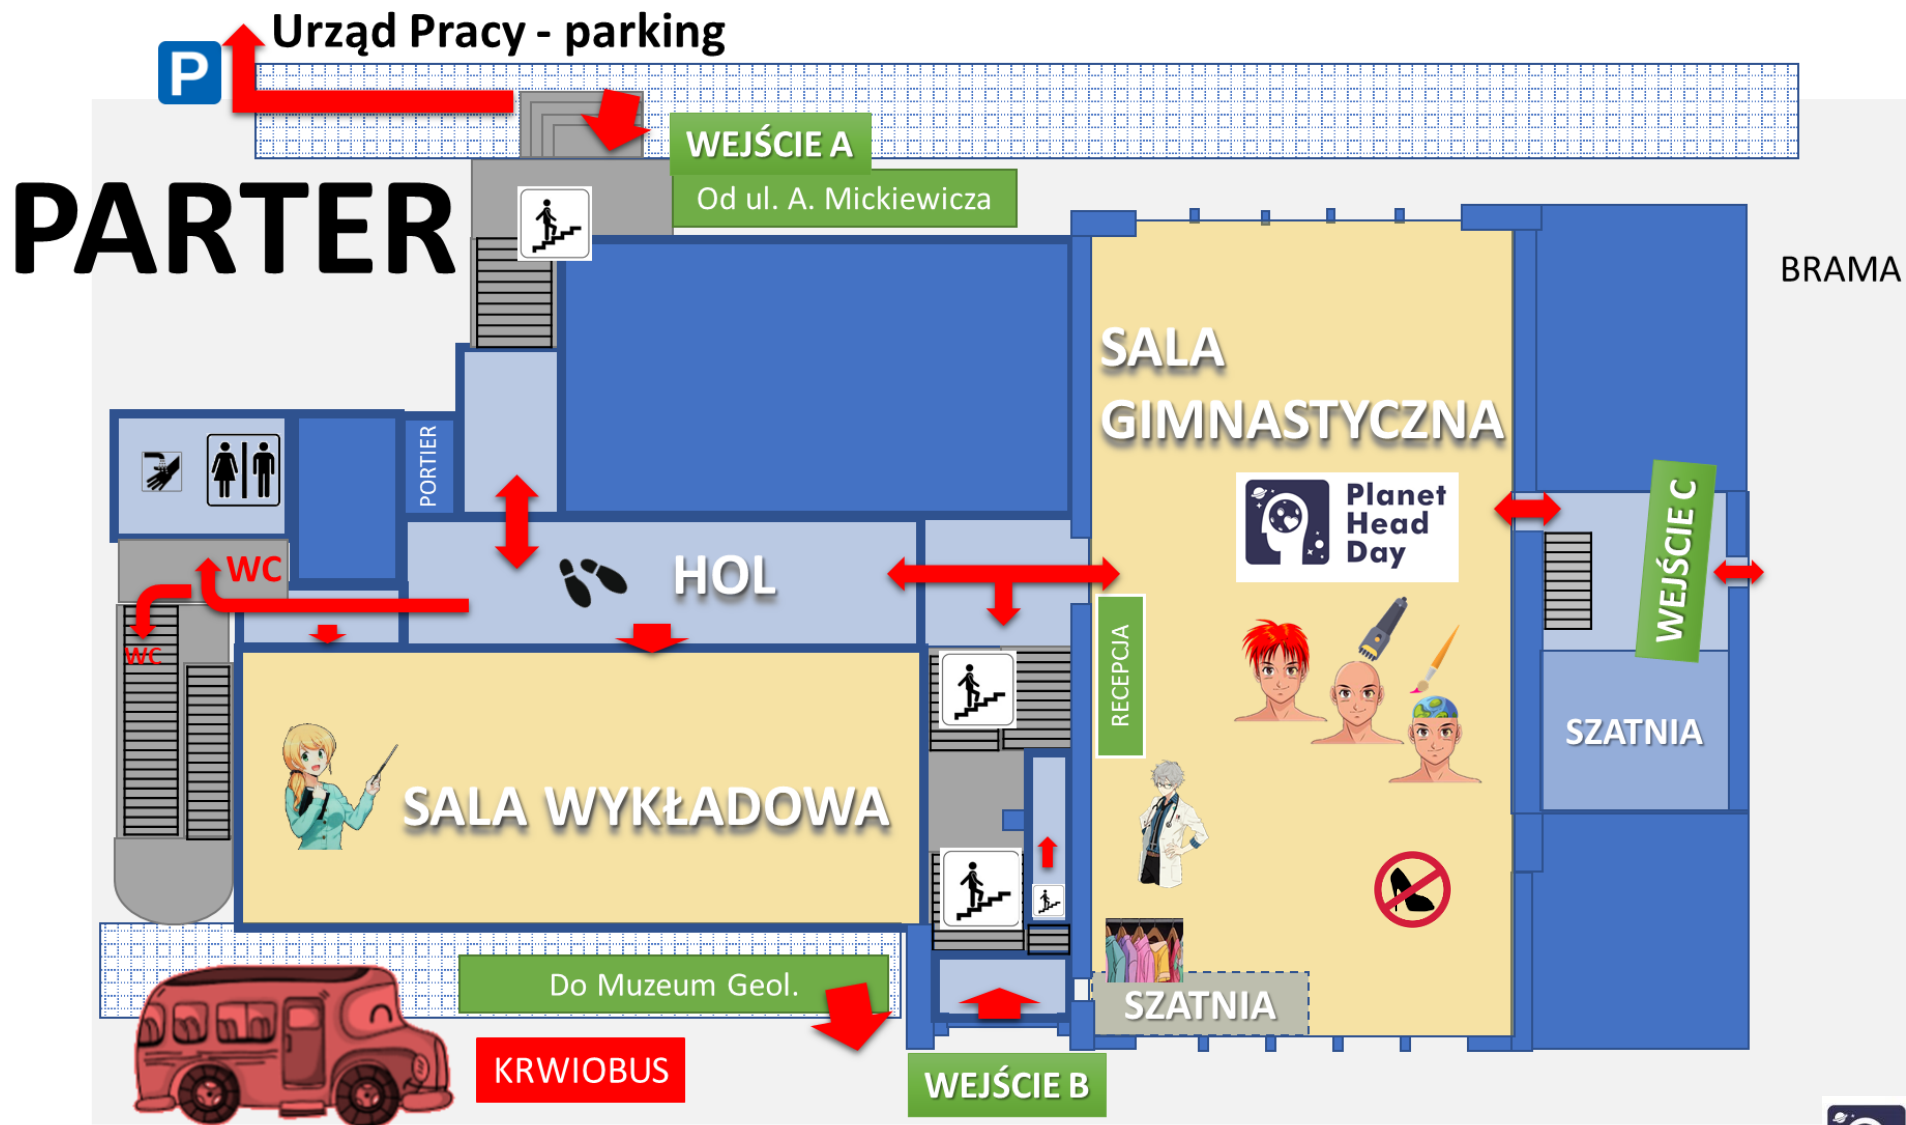 Urząd Pracy - parking
P
WEJŚCIE A
Od ul. A. Mickiewicza
PARTER
BRAMA
SALA
GIMNASTYCZNA
PORTIER
Planet
Head
Day
WEJŚCIE C
WC
HOL
WC
RECEPCJA
SZATNIA
SALA WYKŁADOWA
Do Muzeum Geol.
SZATNIA
KRWIOBUS
WEJŚCIE B